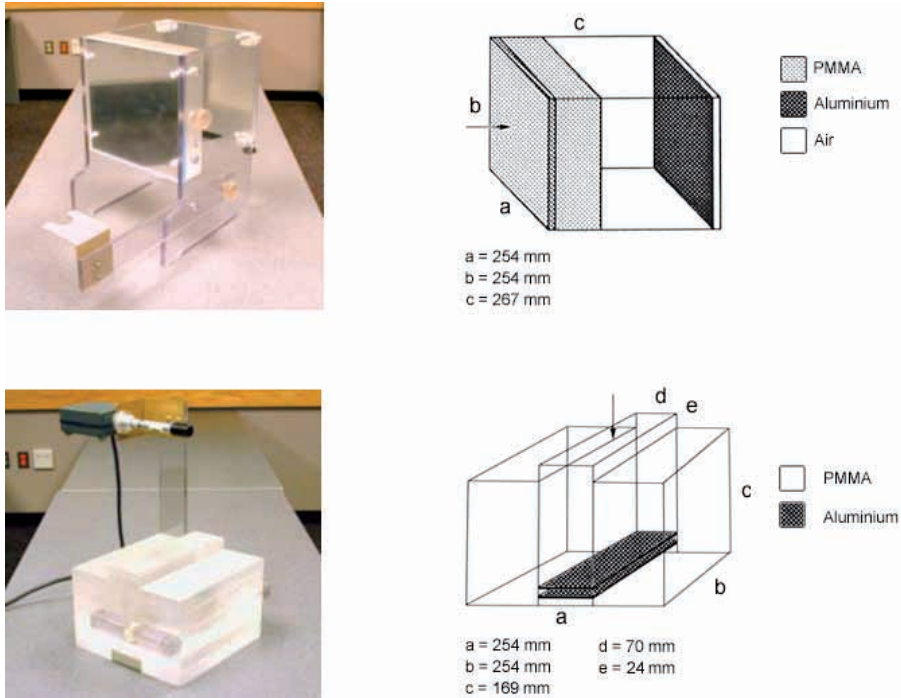 c
b
a
PMMA
Aluminium
Air
a = 254 mm
b = 254 mm
c = 267 mm
d
e
c
b
a
PMMA
Aluminium
a = 254 mm
b = 254 mm
c = 169 mm
d = 70 mm
e = 24 mm